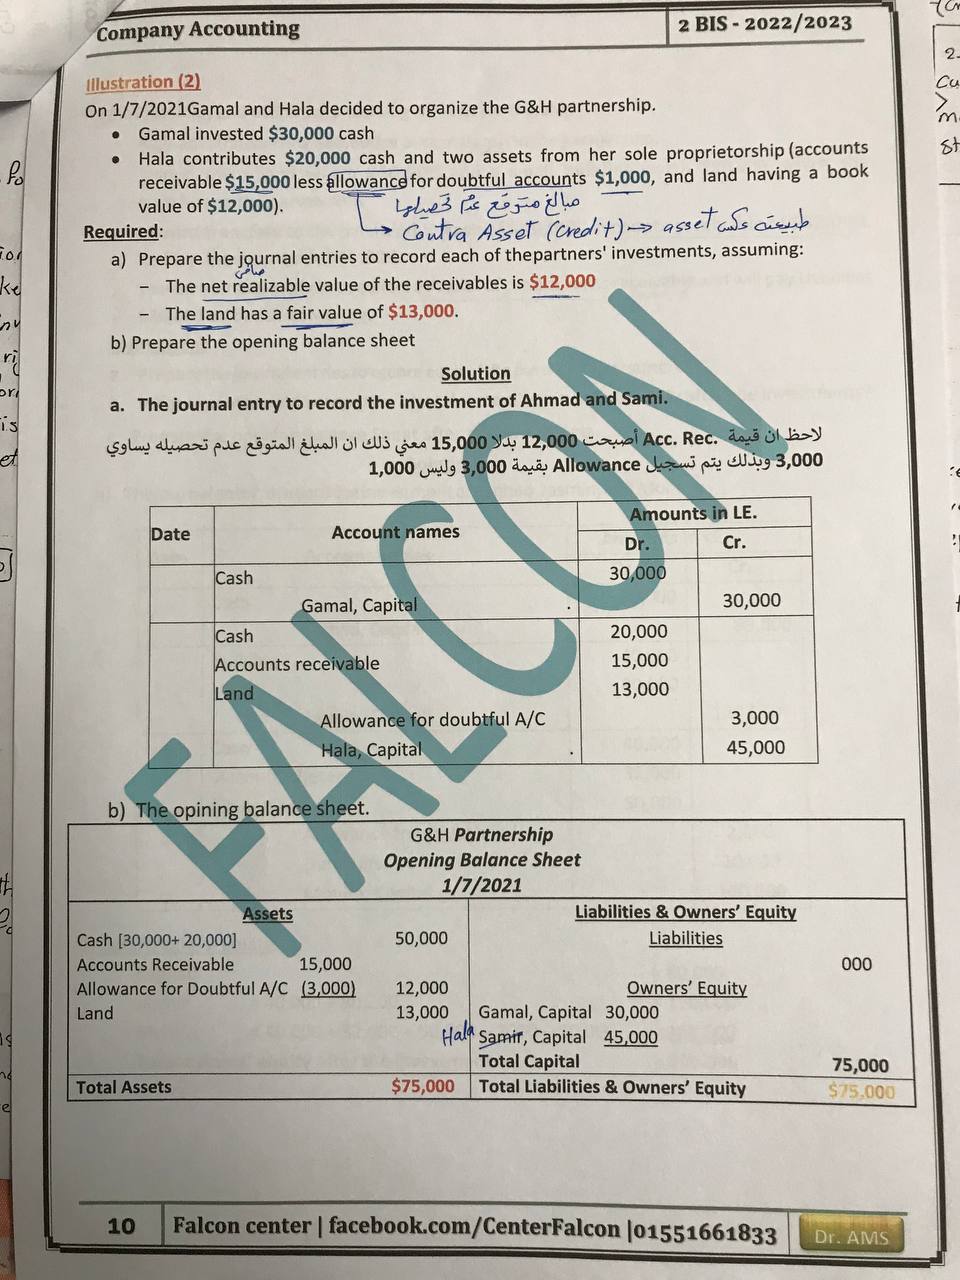 Company Accounting
2 BIS - 2022/2023
Illustration (2)
On 1/7/2021Gamal and Hala decided to organize the G&H partnership.
• Gamal invested $30,000 cash
• Hala contributes $20,000 cash and two assets from her sole proprietorship (accounts
receivable $15,000 less allowance for doubtful accounts $1,000, and land having a book
value of $12,000).
مبالغ متوقع عدم تحصيلها
Required:
Contra Asset (Credit) → asset طبيعته عكس
a) Prepare the journal entries to record each of thepartners' investments, assuming:
صافي
– The net realizable value of the receivables is $12,000
– The land has a fair value of $13,000.
b) Prepare the opening balance sheet
Solution
a. The journal entry to record the investment of Ahmad and Sami.
لاحظ ان قيمة Acc. Rec. أصبحت 12,000 بدلا 15,000 معني ذلك ان المبلغ المتوقع عدم تحصيله يساوي
3,000 وبذلك يتم تسجيل Allowance بقيمة 3,000 وليس 1,000
Date Account names Amounts in LE.
Dr. Cr.
Cash 30,000
Gamal, Capital . 30,000
Cash 20,000
Accounts receivable 15,000
Land 13,000
Allowance for doubtful A/C 3,000
Hala, Capital . 45,000
FALCON
b) The opining balance sheet.
G&H Partnership
Opening Balance Sheet
1/7/2021
Assets Liabilities & Owners' Equity
Cash [30,000+ 20,000] 50,000 Liabilities
Accounts Receivable 15,000 000
Allowance for Doubtful A/C (3,000) 12,000 Owners' Equity
Land 13,000 Gamal, Capital 30,000
Hala Samir, Capital 45,000
Total Capital 75,000
Total Assets $75,000 Total Liabilities & Owners' Equity $75,000
10 Falcon center | facebook.com/CenterFalcon |01551661833 Dr. AMS